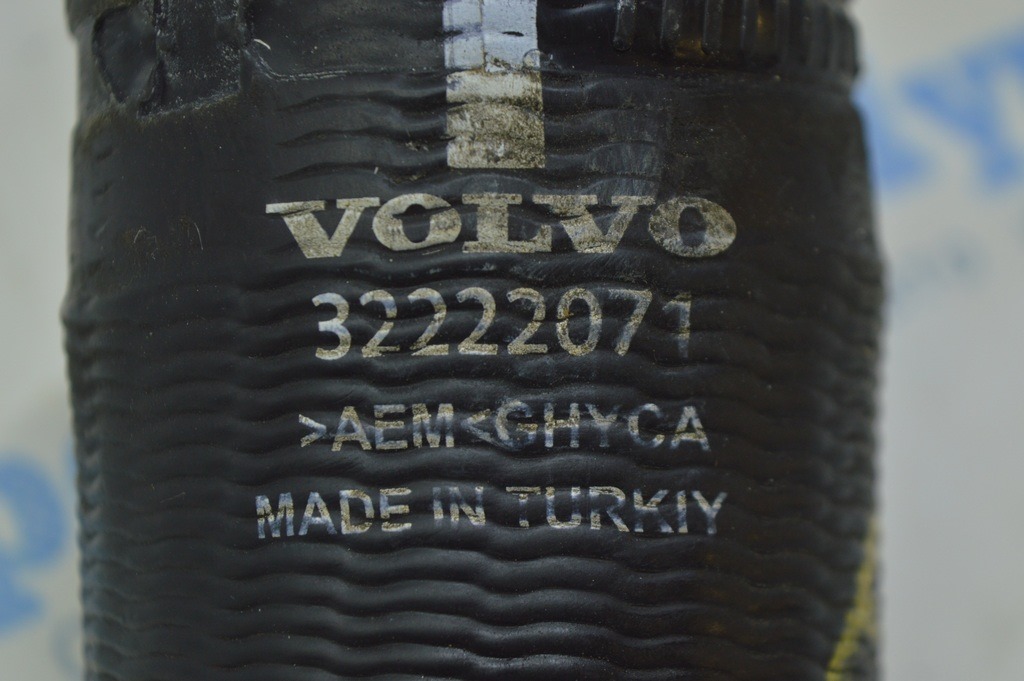 VOLVO
32222071
>AEM<GHYCA
MADE IN TURKIY